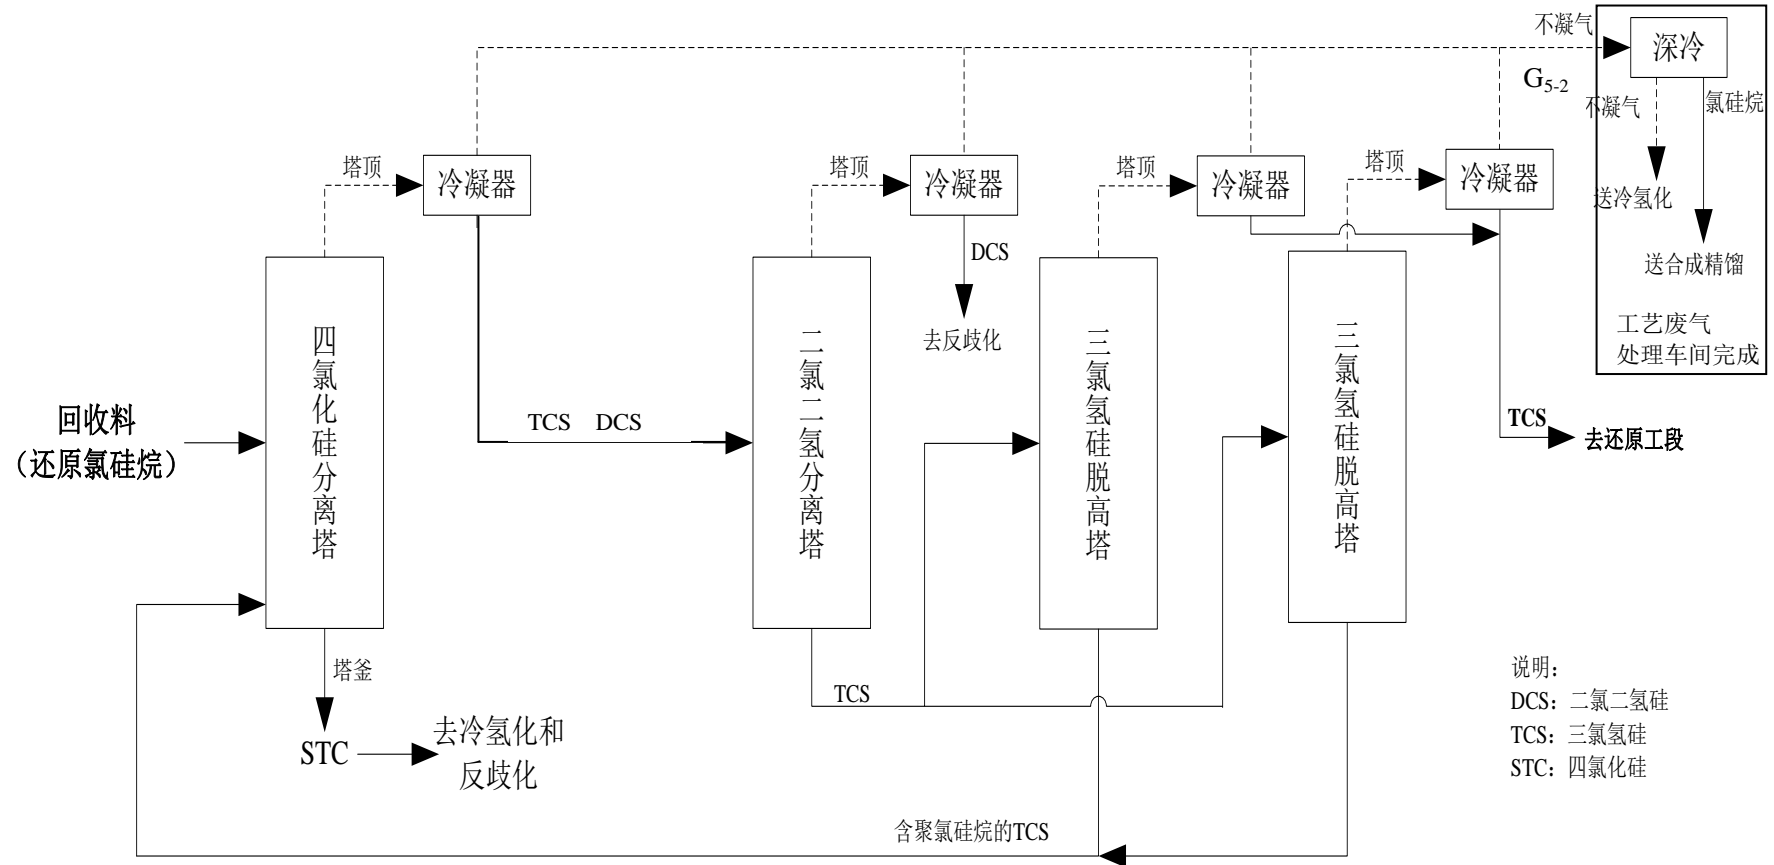 不凝气
深冷
G5-2
不凝气
氯硅烷
塔顶
冷凝器
塔顶
冷凝器
塔顶
冷凝器
塔顶
冷凝器
送冷氢化
DCS
送合成精馏
去反歧化
工艺废气
处理车间完成
四氯化硅分离塔
二氯二氢分离塔
三氯氢硅脱高塔
三氯氢硅脱高塔
回收料
（还原氯硅烷）
TCS DCS
TCS
去还原工段
塔釜
TCS
STC
去冷氢化和
反歧化
说明：
DCS：二氯二氢硅
TCS：三氯氢硅
STC：四氯化硅
含聚氯硅烷的TCS